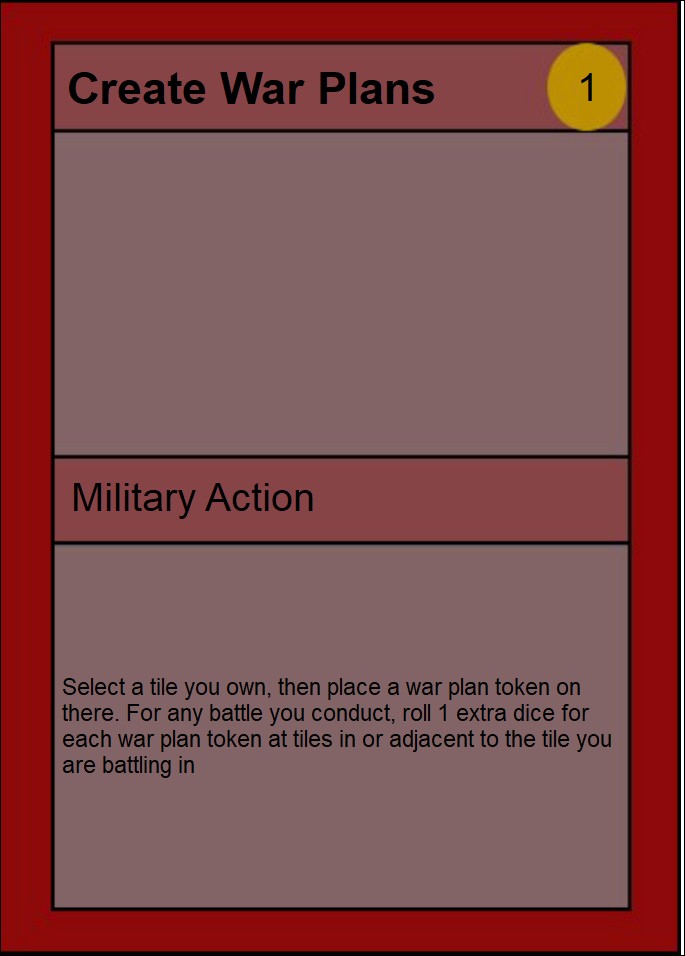 Create War Plans
1
Military Action
Select a tile you own, then place a war plan token on
there. For any battle you conduct, roll 1 extra dice for
each war plan token at tiles in or adjacent to the tile you
are battling in